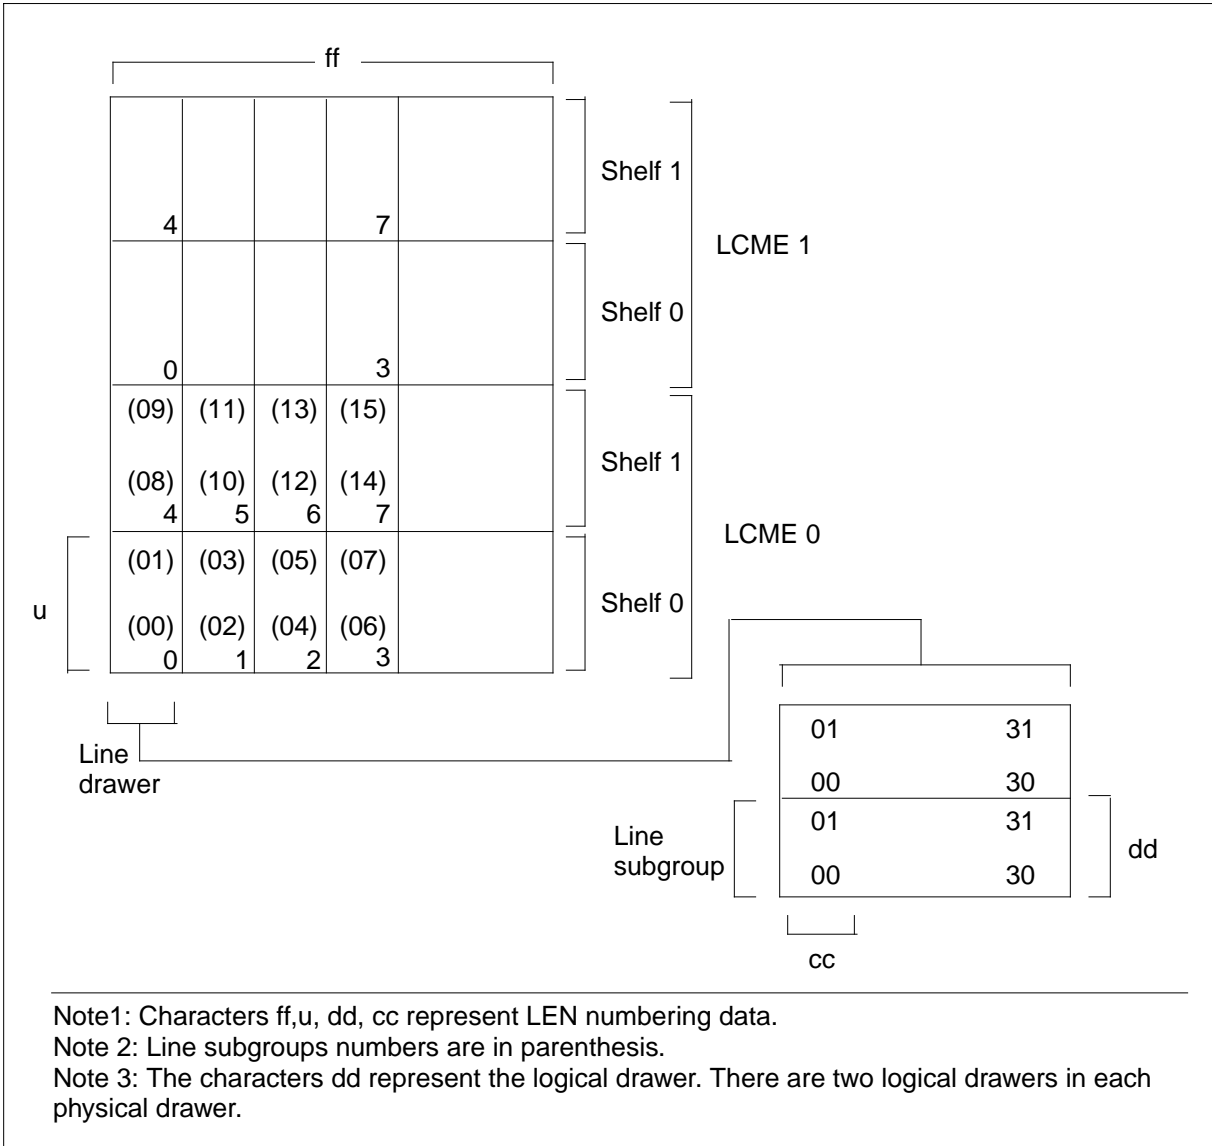 ff
Shelf 1
4 7
LCME 1
Shelf 0
0 3
(09) (11) (13) (15)
Shelf 1
(08) (10) (12) (14)
4 5 6 7
LCME 0
(01) (03) (05) (07)
u
Shelf 0
(00) (02) (04) (06)
0 1 2 3
Line
drawer
01 31
00 30
01 31
Line
subgroup
dd
00 30
cc
Note1: Characters ff,u, dd, cc represent LEN numbering data.
Note 2: Line subgroups numbers are in parenthesis.
Note 3: The characters dd represent the logical drawer. There are two logical drawers in each
physical drawer.